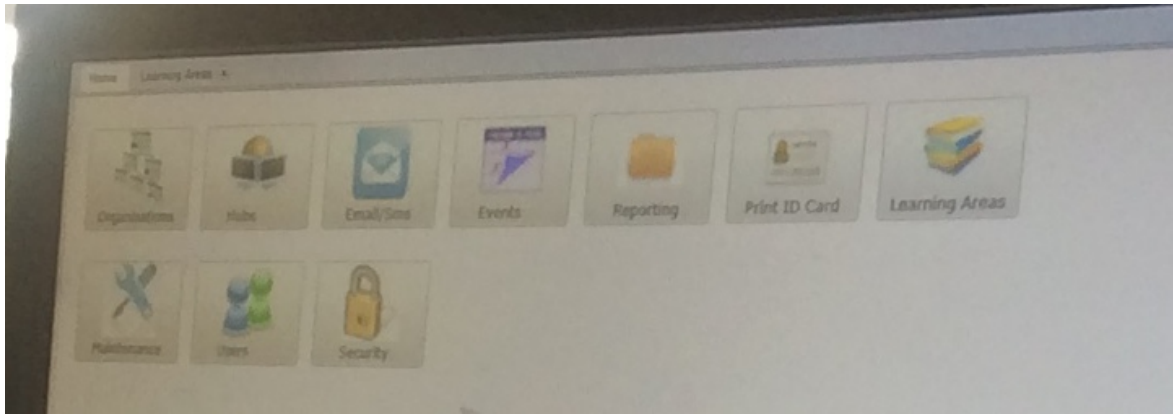 Home Learning Areas ×
Organisations Hubs Email/Sms Events Reporting Print ID Card Learning Areas
Maintenance Users Security